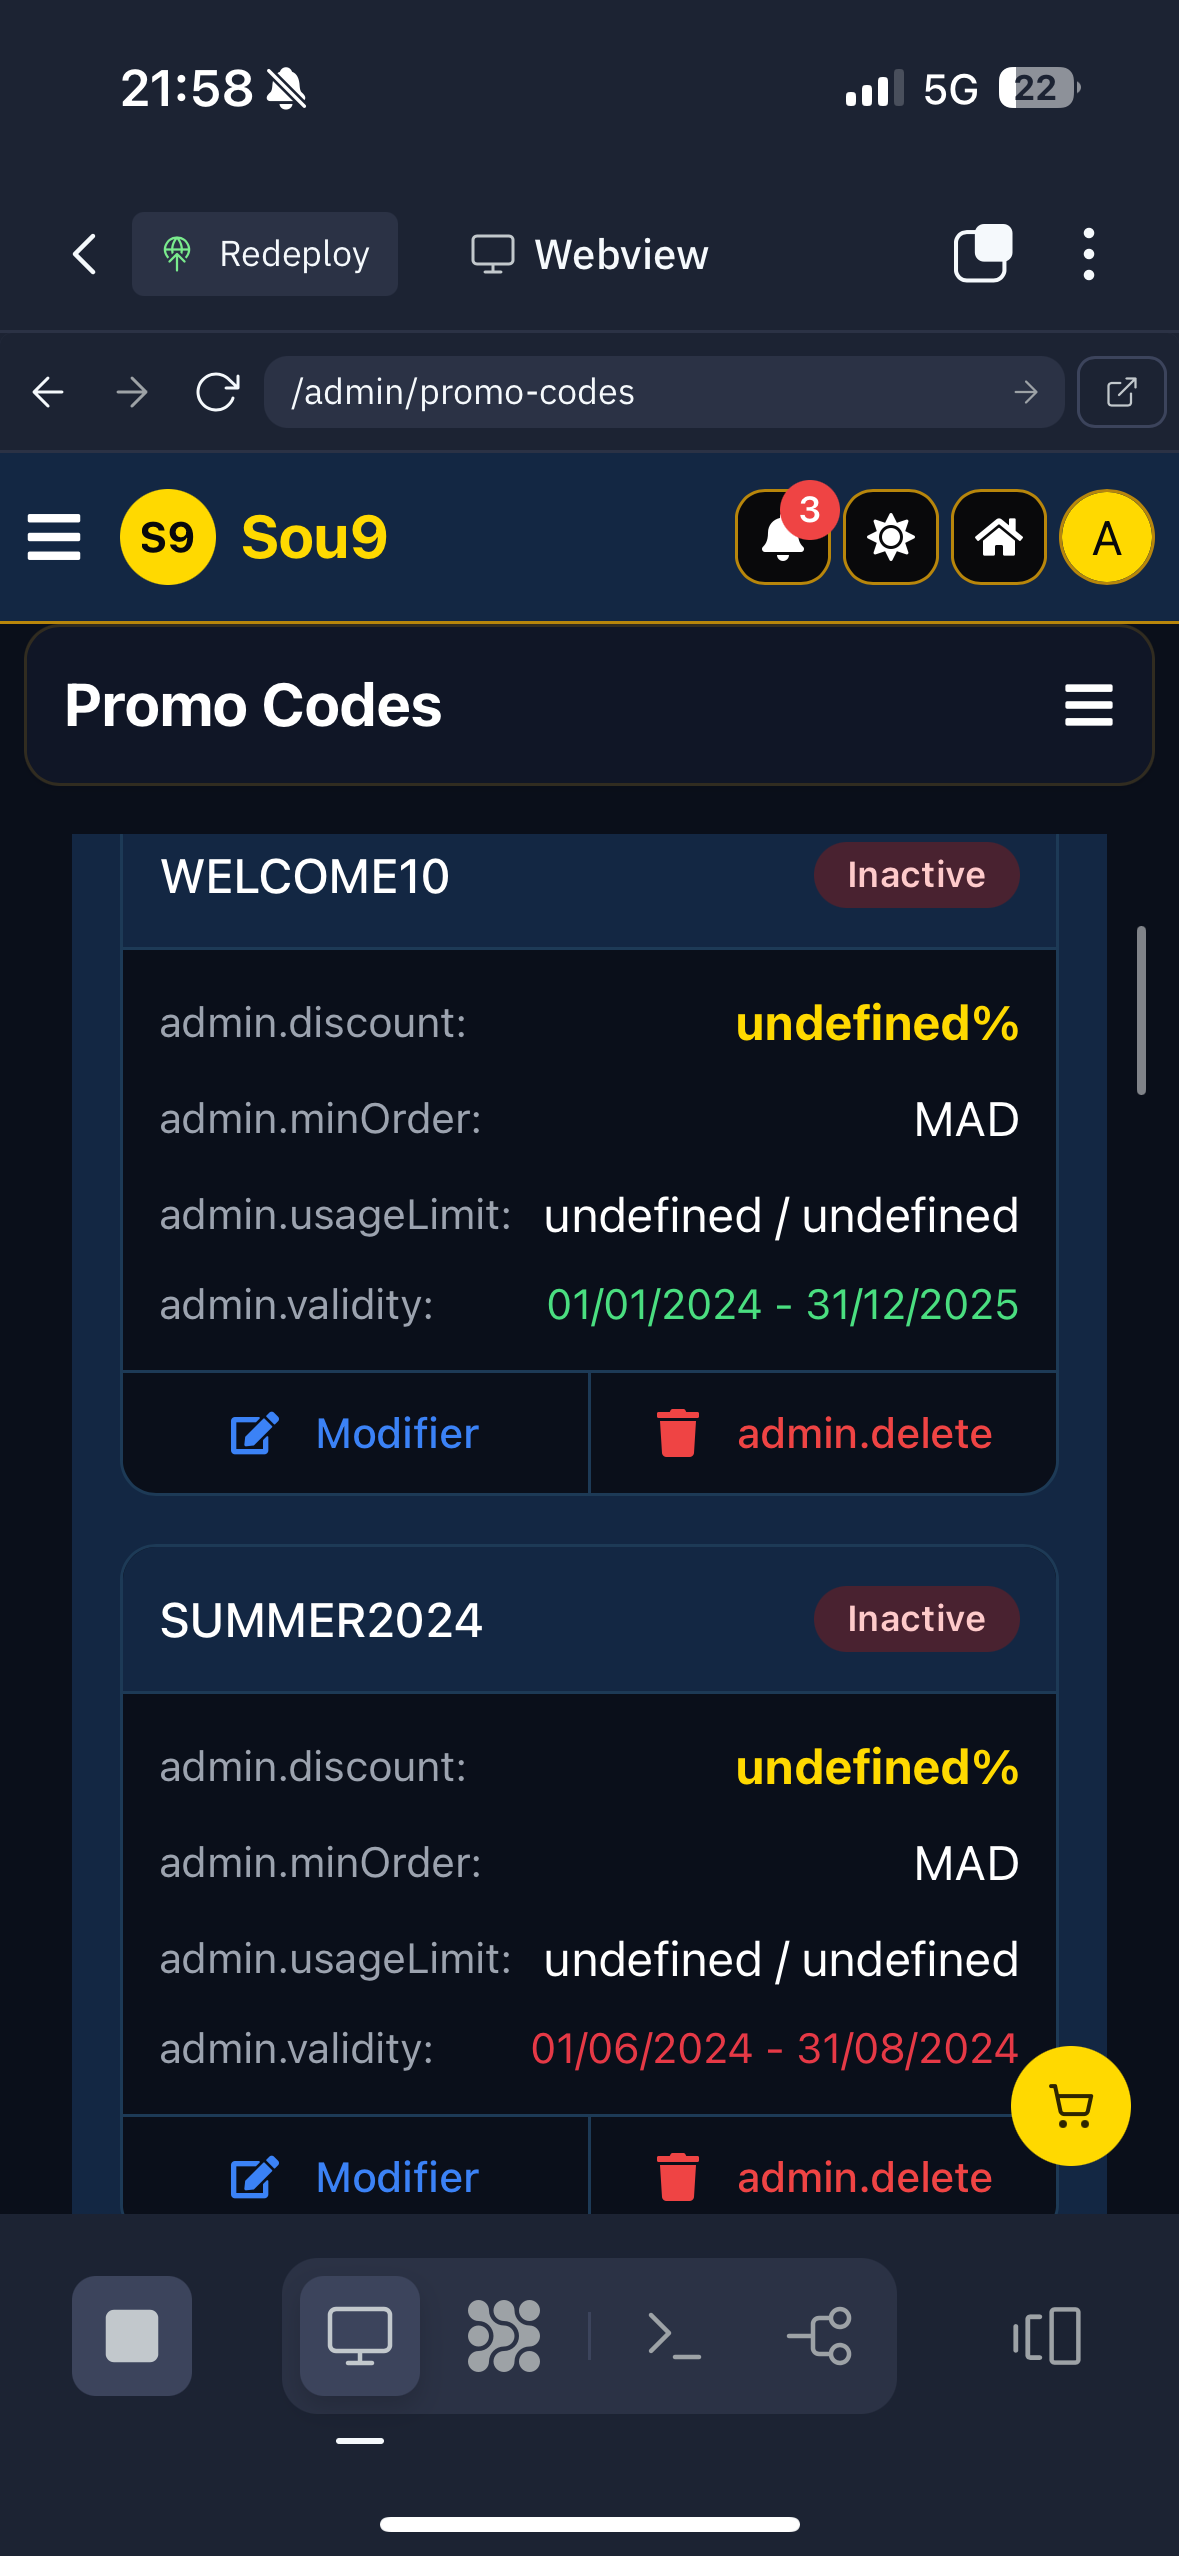 21:58
5G 22
Redeploy
Webview
/admin/promo-codes
S9 Sou9
3
A
Promo Codes
WELCOME10 Inactive
admin.discount: undefined%
admin.minOrder: MAD
admin.usageLimit: undefined / undefined
admin.validity: 01/01/2024 - 31/12/2025
Modifier admin.delete
SUMMER2024 Inactive
admin.discount: undefined%
admin.minOrder: MAD
admin.usageLimit: undefined / undefined
admin.validity: 01/06/2024 - 31/08/2024
Modifier admin.delete